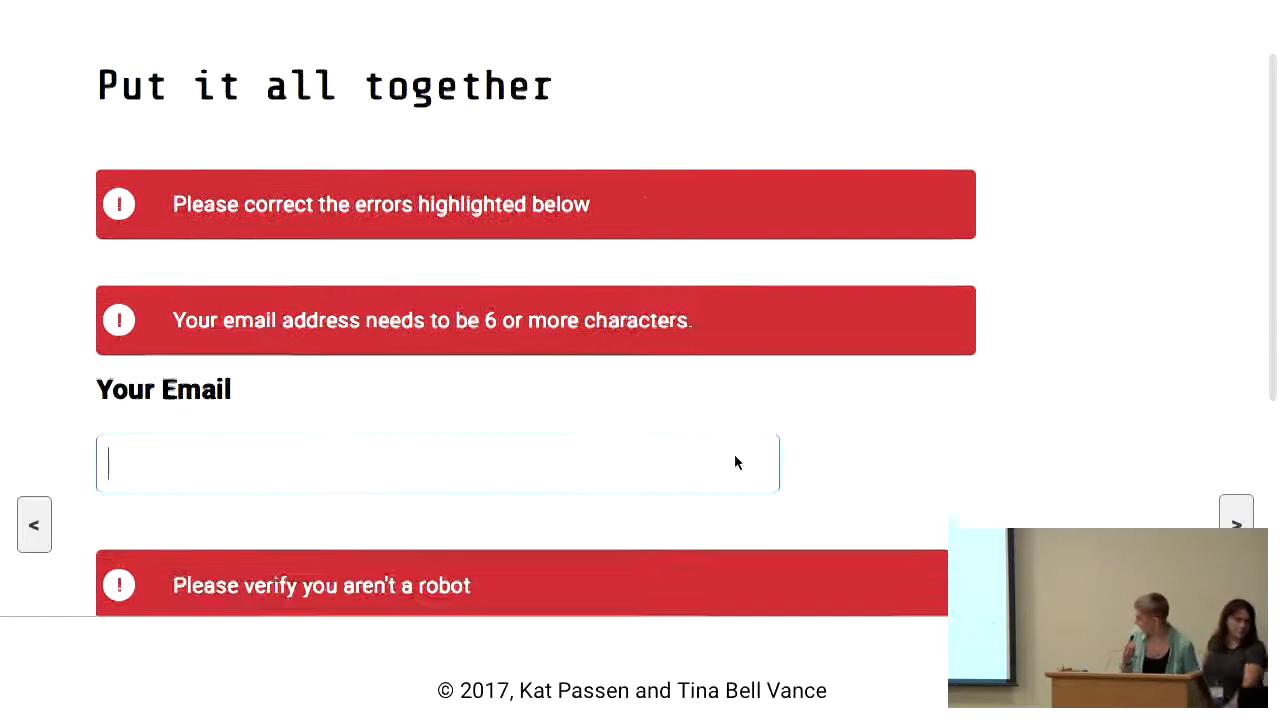 Put it all together
! Please correct the errors highlighted below
! Your email address needs to be 6 or more characters.
Your Email
<
>
! Please verify you aren't a robot
© 2017, Kat Passen and Tina Bell Vance